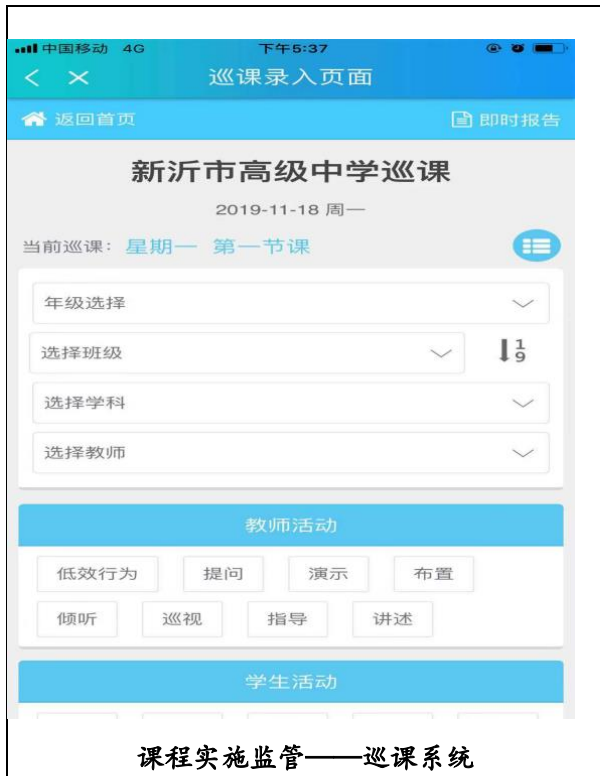 中国移动 4G 下午5:37
巡课录入页面
返回首页 即时报告
新沂市高级中学巡课
2019-11-18 周一
当前巡课：星期一 第一节课
年级选择
选择班级
选择学科
选择教师
教师活动
低效行为 提问 演示 布置
倾听 巡视 指导 讲述
学生活动
课程实施监管——巡课系统